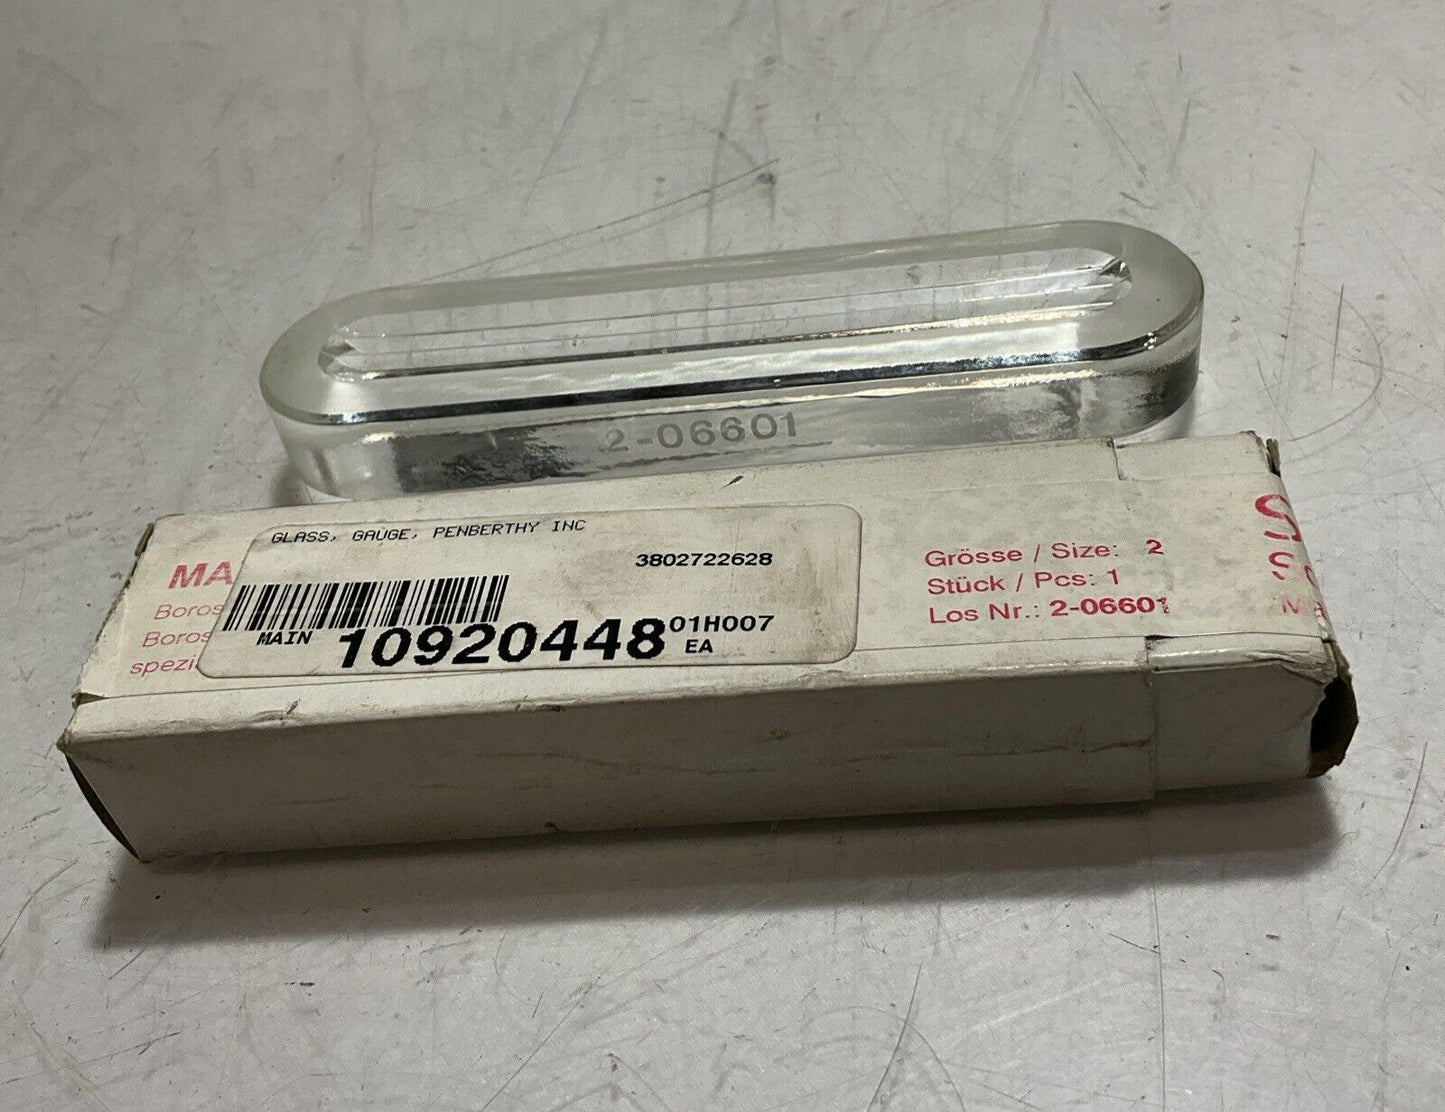 2-06601
GLASS, GAUGE, PENBERTHY INC
3802722628
MAIN 10920448 01H007
EA
MA
Boros
Boros
spezi
Grösse / Size: 2
Stück / Pcs: 1
Los Nr.: 2-06601